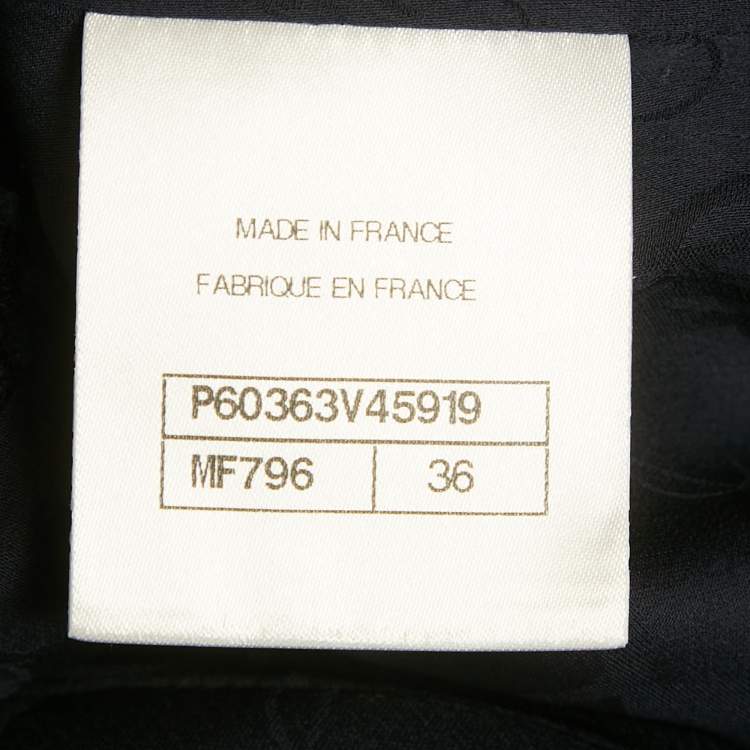 MADE IN FRANCE
FABRIQUE EN FRANCE
P60363V45919
MF796 36